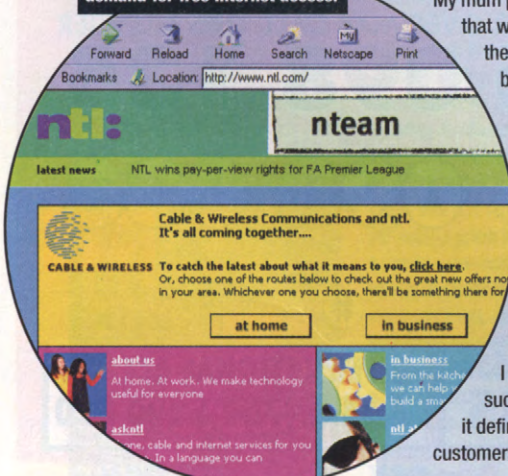 demand for free internet access.
My mum
that w
the
b
Forward Reload Home Search Netscape Print
Bookmarks Location: http://www.ntl.com/
ntl:
nteam
latest news NTL wins pay-per-view rights for FA Premier League
Cable & Wireless Communications and ntl.
It's all coming together....
CABLE & WIRELESS To catch the latest about what it means to you, click here.
Or, choose one of the routes below to check out the great new offers no
in your area. Whichever one you choose, there'll be something there for
at home in business
about us
At home. At work. We make technology
useful for everyone
askntl
one, cable and internet services for you
In a language you can
in business
From the kitche
we can help
build a sma
ntl a
I
suc
it defin
customer